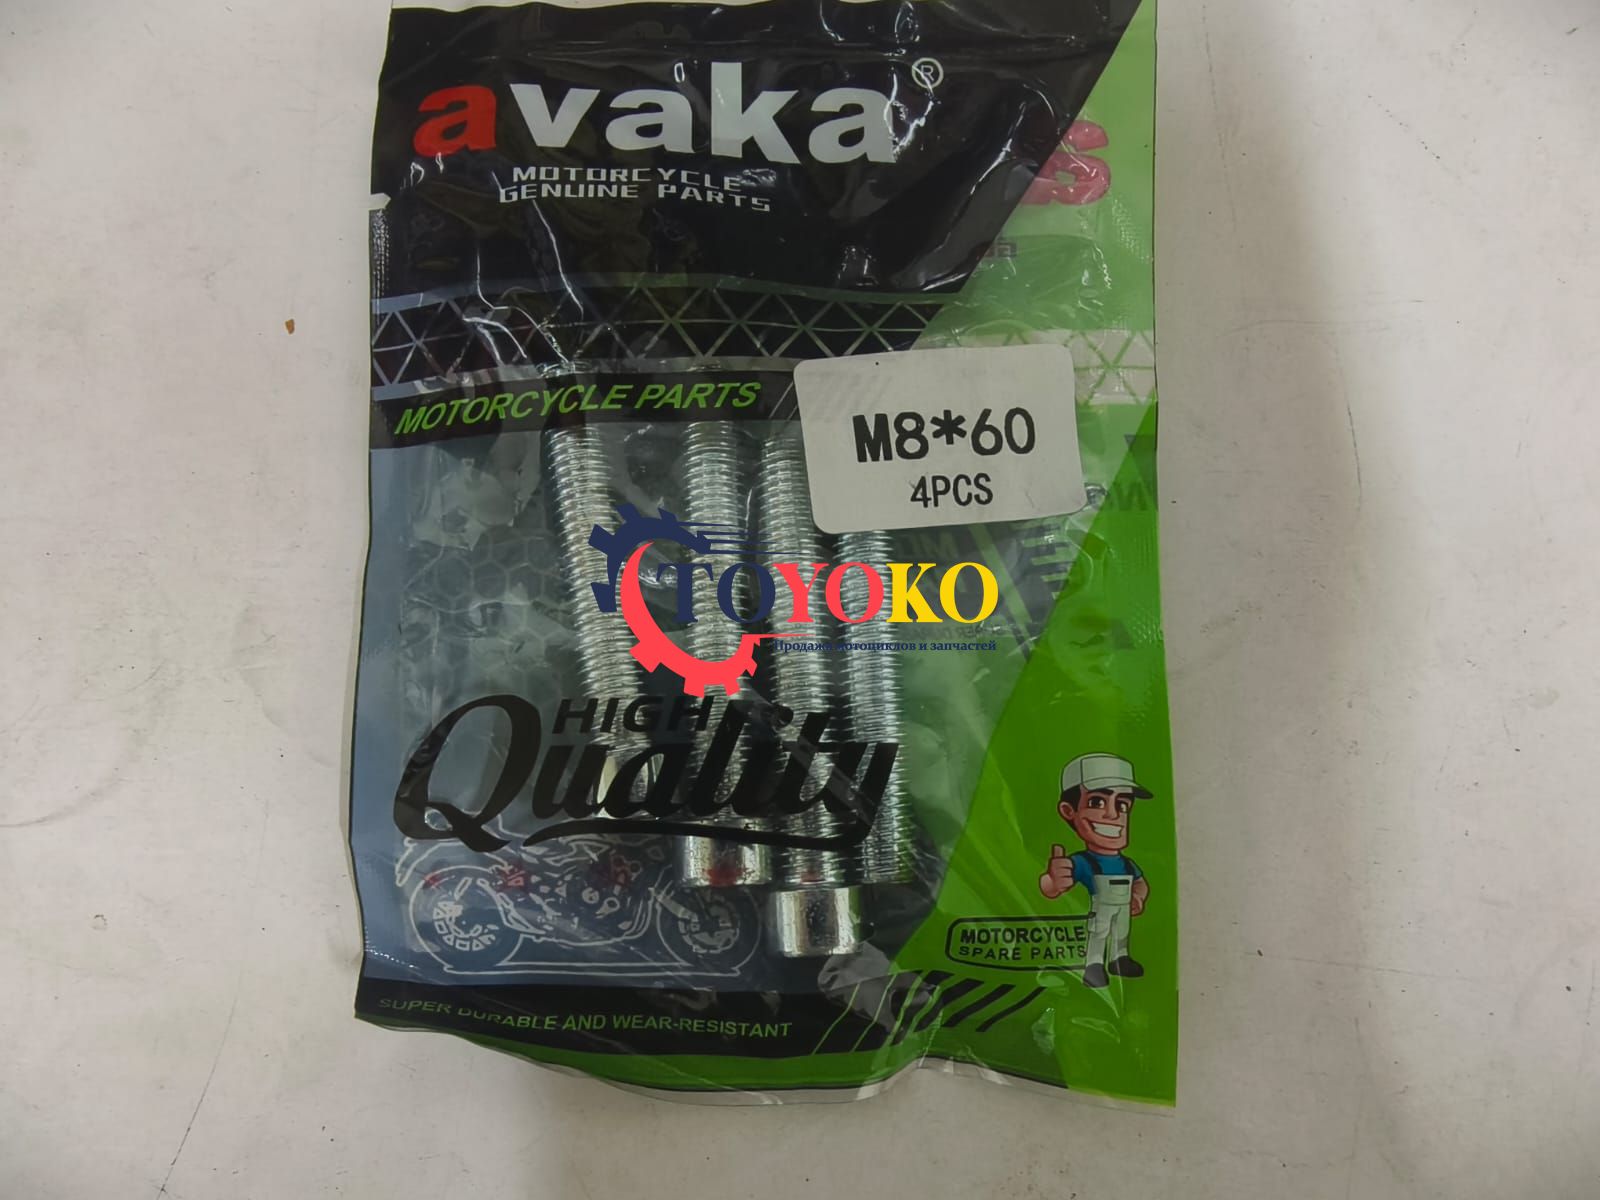 avaka®
MOTORCYCLE
GENUINE PARTS
MOTORCYCLE PARTS
M8*60
4PCS
TOYOKO
Продажа мотоциклов и запчастей
HIGH
Quality
MOTORCYCLE
SPARE PARTS
SUPER DURABLE AND WEAR-RESISTANT